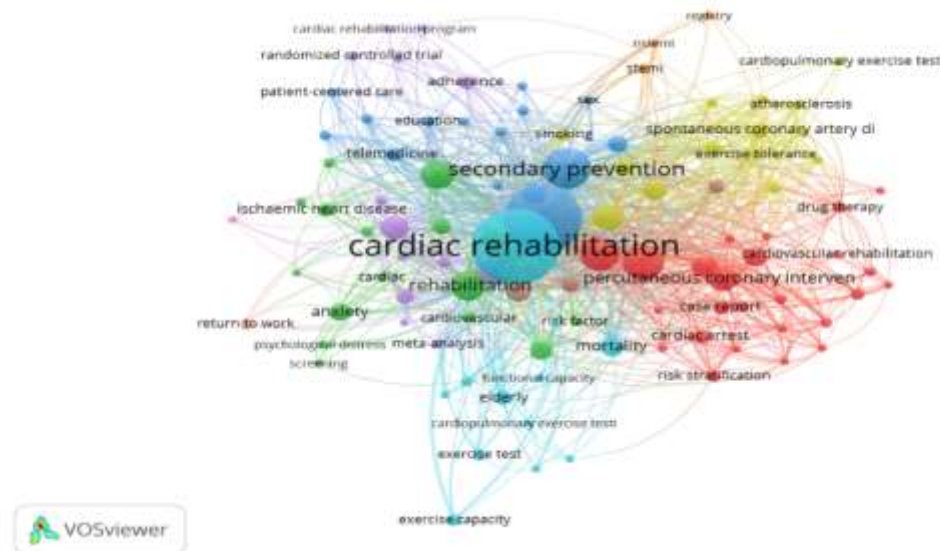 registry
cardiac rehabilitation program
nstemi
randomized controlled trial
cardiopulmonary exercise test
stemi
adherence
patient-centered care
sex
atherosclerosis
education
smoking
spontaneous coronary artery di
telemedicine
exercise tolerance
secondary prevention
ischaemic heart disease
drug therapy
cardiac rehabilitation
cardiovascular rehabilitation
cardiac
percutaneous coronary interven
rehabilitation
case report
anxiety
cardiovascular
risk factor
return to work
cardiac arrest
psychological distress
meta-analysis
mortality
screening
risk stratification
functional capacity
elderly
cardiopulmonary exercise testi
exercise test
exercise capacity
VOSviewer